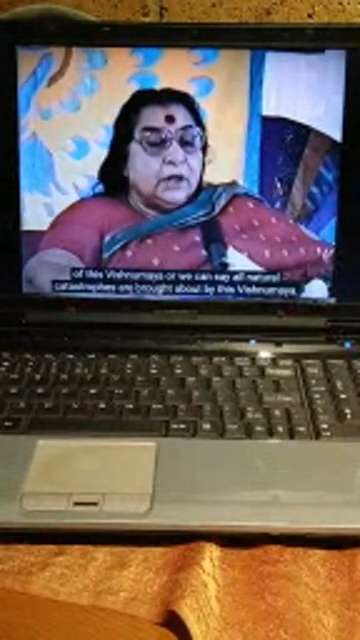 of this Vishnumaya or we can say all natural
catastrophes are brought about by this Vishnumaya,